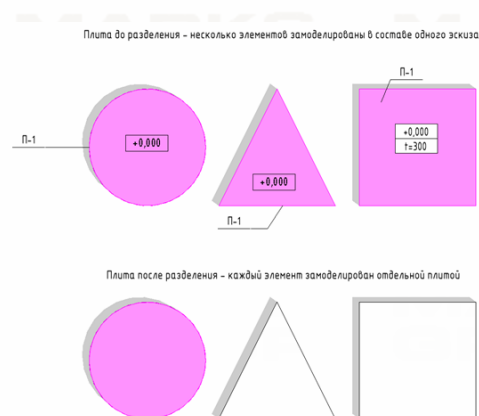 Плита до разделения - несколько элементов замоделированы в составе одного эскиза
П-1
П-1
+0,000
+0,000
t=300
+0,000
П-1
Плита после разделения - каждый элемент замоделирован отдельной плитой